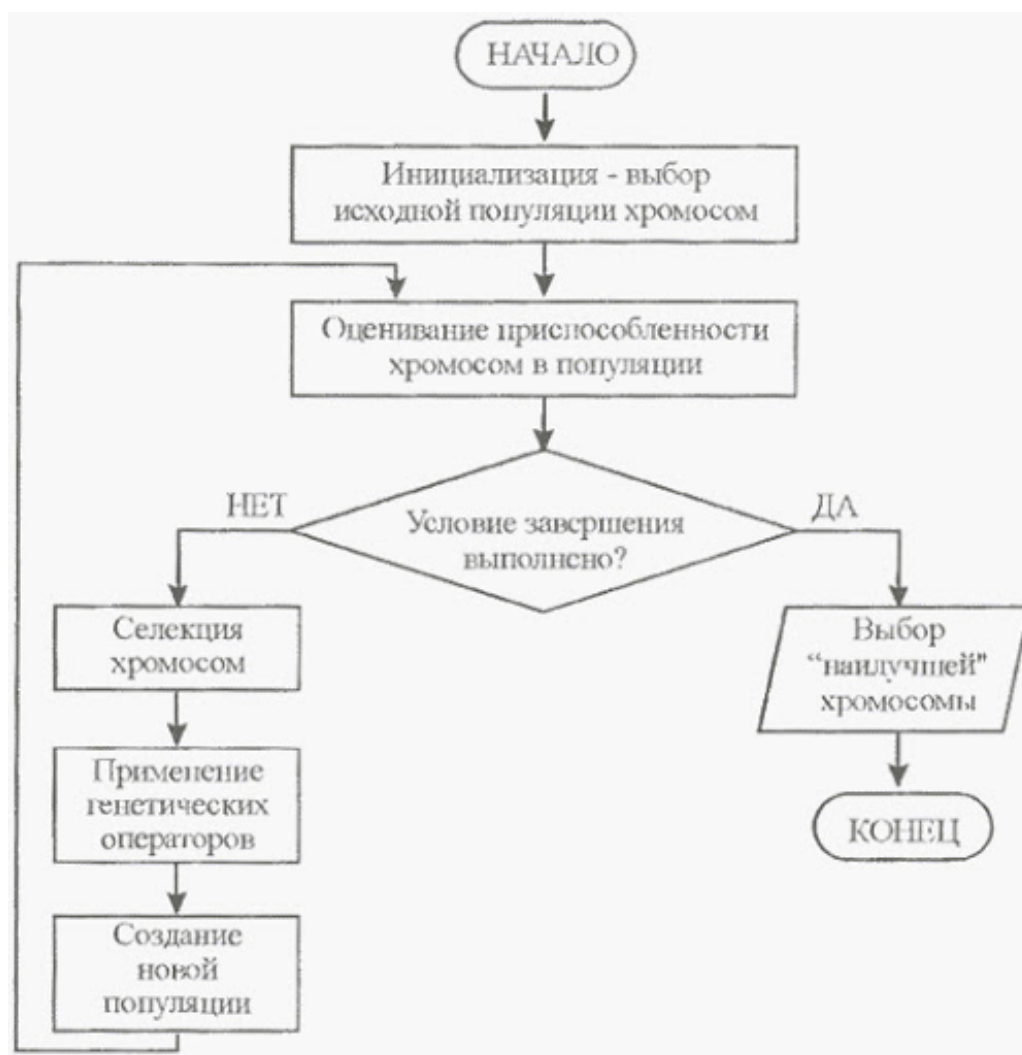 НАЧАЛО
Инициализация - выбор
исходной популяции хромосом
Оценивание приспособленности
хромосом в популяции
НЕТ
ДА
Условие завершения
выполнено?
Селекция
хромосом
Применение
генетических
операторов
Создание
новой
популяции
Выбор
“наилучшей"
хромосомы
КОНЕЦ